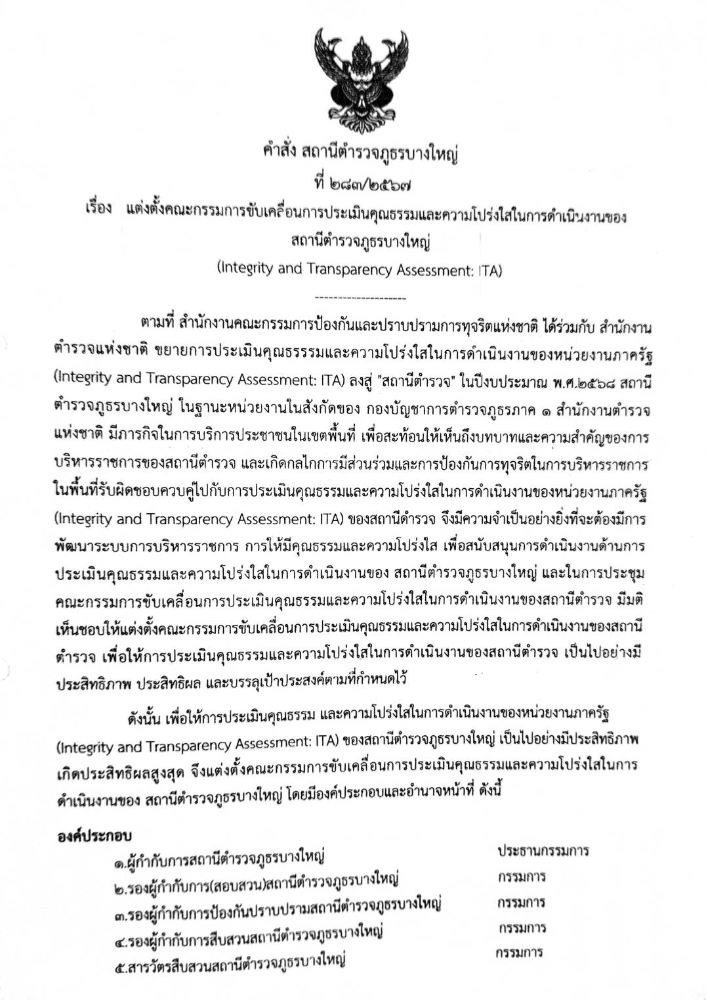 คำสั่ง สถานีตำรวจภูธรบางใหญ่
ที่ ๒๘๓/๒๕๖๗
เรื่อง แต่งตั้งคณะกรรมการขับเคลื่อนการประเมินคุณธรรมและความโปร่งใสในการดำเนินงานของ
สถานีตำรวจภูธรบางใหญ่
(Integrity and Transparency Assessment: ITA)
--------------------
ตามที่ สำนักงานคณะกรรมการป้องกันและปราบปรามการทุจริตแห่งชาติ ได้ร่วมกับ สำนักงาน
ตำรวจแห่งชาติ ขยายการประเมินคุณธรรรมและความโปร่งใสในการดำเนินงานของหน่วยงานภาครัฐ
(Integrity and Transparency Assessment: ITA) ลงสู่ "สถานีตำรวจ" ในปีงบประมาณ พ.ศ.๒๕๖๘ สถานี
ตำรวจภูธรบางใหญ่ ในฐานะหน่วยงานในสังกัดของ กองบัญชาการตำรวจภูธรภาค ๑ สำนักงานตำรวจ
แห่งชาติ มีภารกิจในการบริการประชาชนในเขตพื้นที่ เพื่อสะท้อนให้เห็นถึงบทบาทและความสำคัญของการ
บริหารราชการของสถานีตำรวจ และเกิดกลไกการมีส่วนร่วมและการป้องกันการทุจริตในการบริหารราชการ
ในพื้นที่รับผิดชอบควบคู่ไปกับการประเมินคุณธรรมและความโปร่งใสในการดำเนินงานของหน่วยงานภาครัฐ
(Integrity and Transparency Assessment: ITA) ของสถานีตำรวจ จึงมีความจำเป็นอย่างยิ่งที่จะต้องมีการ
พัฒนาระบบการบริหารราชการ การให้มีคุณธรรมและความโปร่งใส เพื่อสนับสนุนการดำเนินงานด้านการ
ประเมินคุณธรรมและความโปร่งใสในการดำเนินงานของ สถานีตำรวจภูธรบางใหญ่ และในการประชุม
คณะกรรมการขับเคลื่อนการประเมินคุณธรรมและความโปร่งใสในการดำเนินงานของสถานีตำรวจ มีมติ
เห็นชอบให้แต่งตั้งคณะกรรมการขับเคลื่อนการประเมินคุณธรรมและความโปร่งใสในการดำเนินงานของสถานี
ตำรวจ เพื่อให้การประเมินคุณธรรมและความโปร่งใสในการดำเนินงานของสถานีตำรวจ เป็นไปอย่างมี
ประสิทธิภาพ ประสิทธิผล และบรรลุเป้าประสงค์ตามที่กำหนดไว้
ดังนั้น เพื่อให้การประเมินคุณธรรม และความโปร่งใสในการดำเนินงานของหน่วยงานภาครัฐ
(Integrity and Transparency Assessment: ITA) ของสถานีตำรวจภูธรบางใหญ่ เป็นไปอย่างมีประสิทธิภาพ
เกิดประสิทธิผลสูงสุด จึงแต่งตั้งคณะกรรมการขับเคลื่อนการประเมินคุณธรรมและความโปร่งใสในการ
ดำเนินงานของ สถานีตำรวจภูธรบางใหญ่ โดยมีองค์ประกอบและอำนาจหน้าที่ ดังนี้
องค์ประกอบ
๑.ผู้กำกับการสถานีตำรวจภูธรบางใหญ่ ประธานกรรมการ
๒.รองผู้กำกับการ(สอบสวน)สถานีตำรวจภูธรบางใหญ่ กรรมการ
๓.รองผู้กำกับการป้องกันปราบปรามสถานีตำรวจภูธรบางใหญ่ กรรมการ
๔.รองผู้กำกับการสืบสวนสถานีตำรวจภูธรบางใหญ่ กรรมการ
๕.สารวัตรสืบสวนสถานีตำรวจภูธรบางใหญ่ กรรมการ